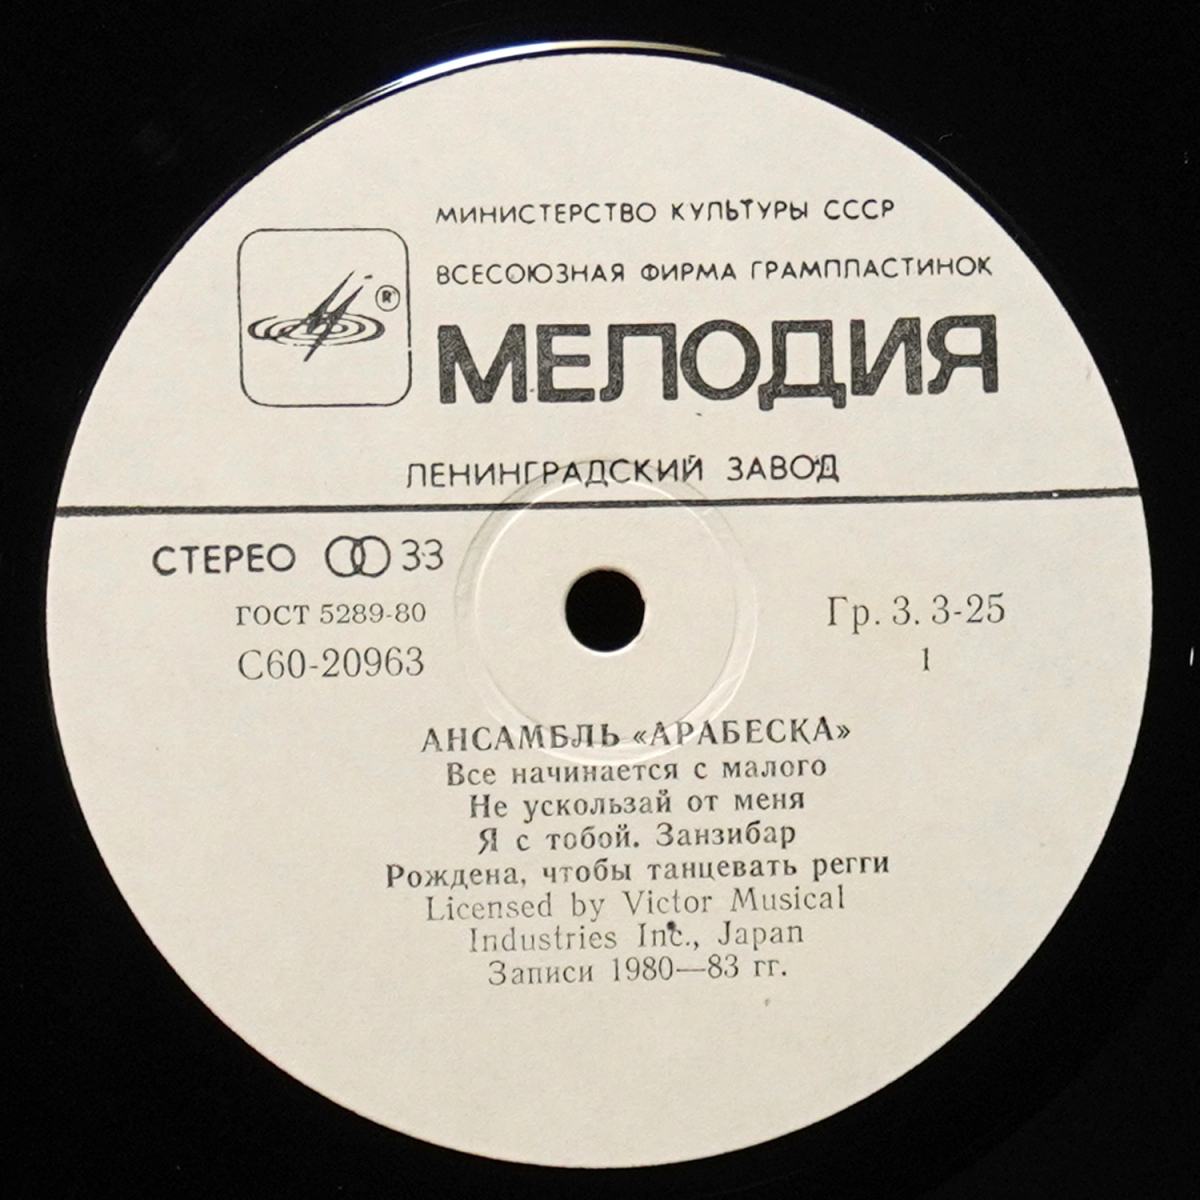 МИНИСТЕРСТВО КУЛЬТУРЫ СССР
ВСЕСОЮЗНАЯ ФИРМА ГРАМПЛАСТИНОК
®
МЕЛОДИЯ
ЛЕНИНГРАДСКИЙ ЗАВОД
СТЕРЕО 33
ГОСТ 5289-80
Гр. 3. 3-25
С60-20963
1
АНСАМБЛЬ «АРАБЕСКА»
Все начинается с малого
Не ускользай от меня
Я с тобой. Занзибар
Рождена, чтобы танцевать регги
Licensed by Victor Musical
Industries Inc., Japan
Записи 1980—83 гг.